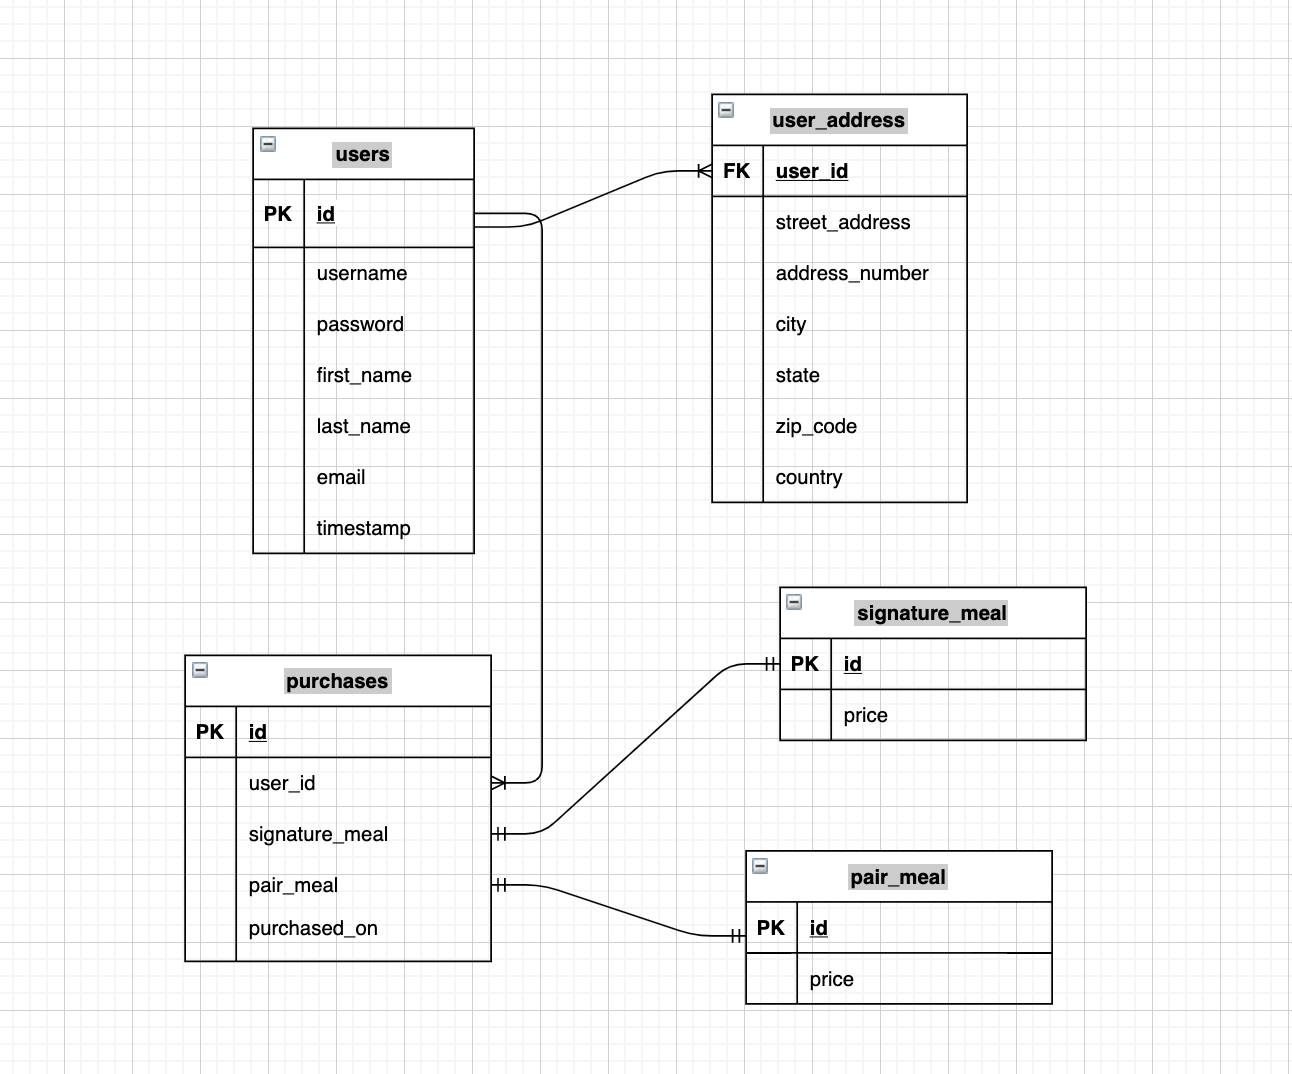 users
PK id
username
password
first_name
last_name
email
timestamp
user_address
FK user_id
street_address
address_number
city
state
zip_code
country
purchases
PK id
user_id
signature_meal
pair_meal
purchased_on
signature_meal
PK id
price
pair_meal
PK id
price